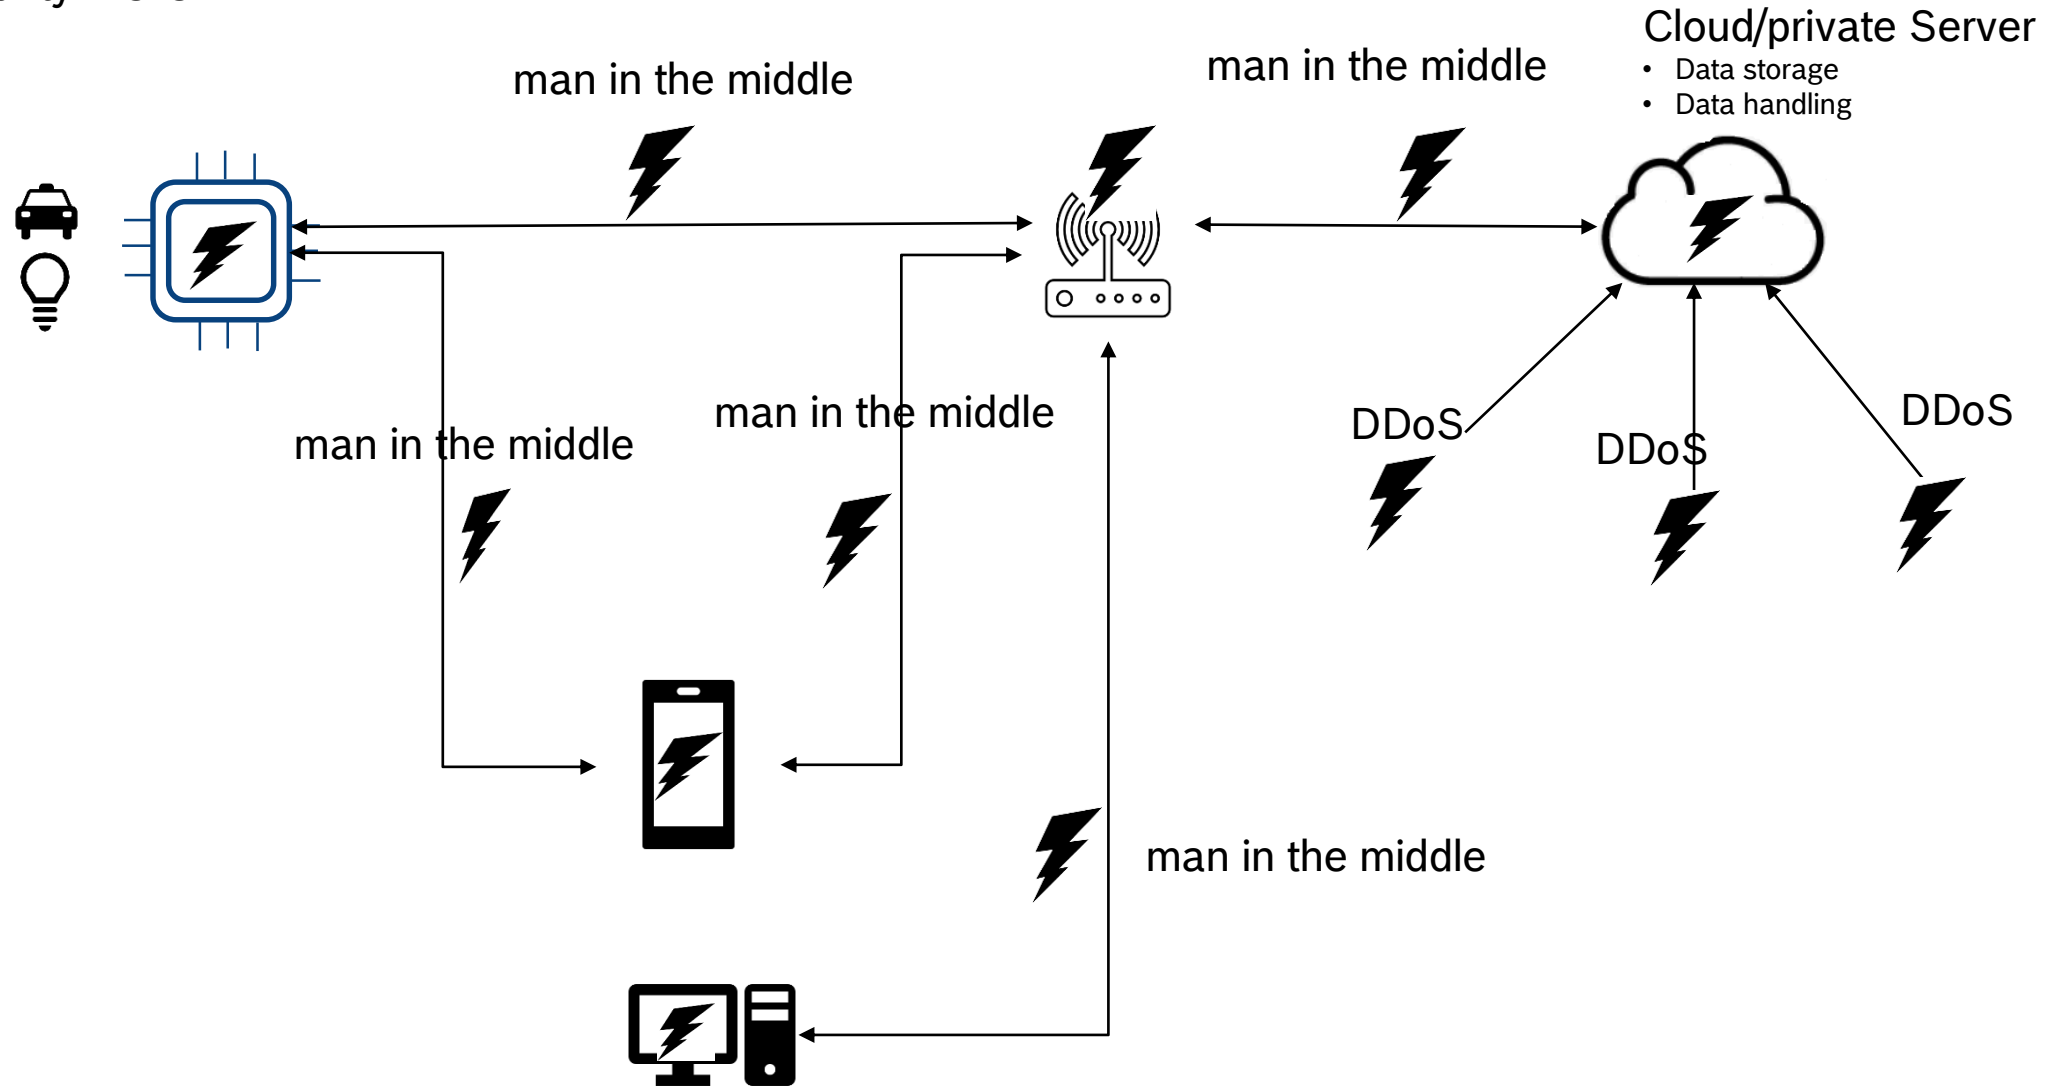 Cloud/private Server
• Data storage
• Data handling
man in the middle
man in the middle
man in the middle
man in the middle
DDoS
DDoS
DDoS
man in the middle